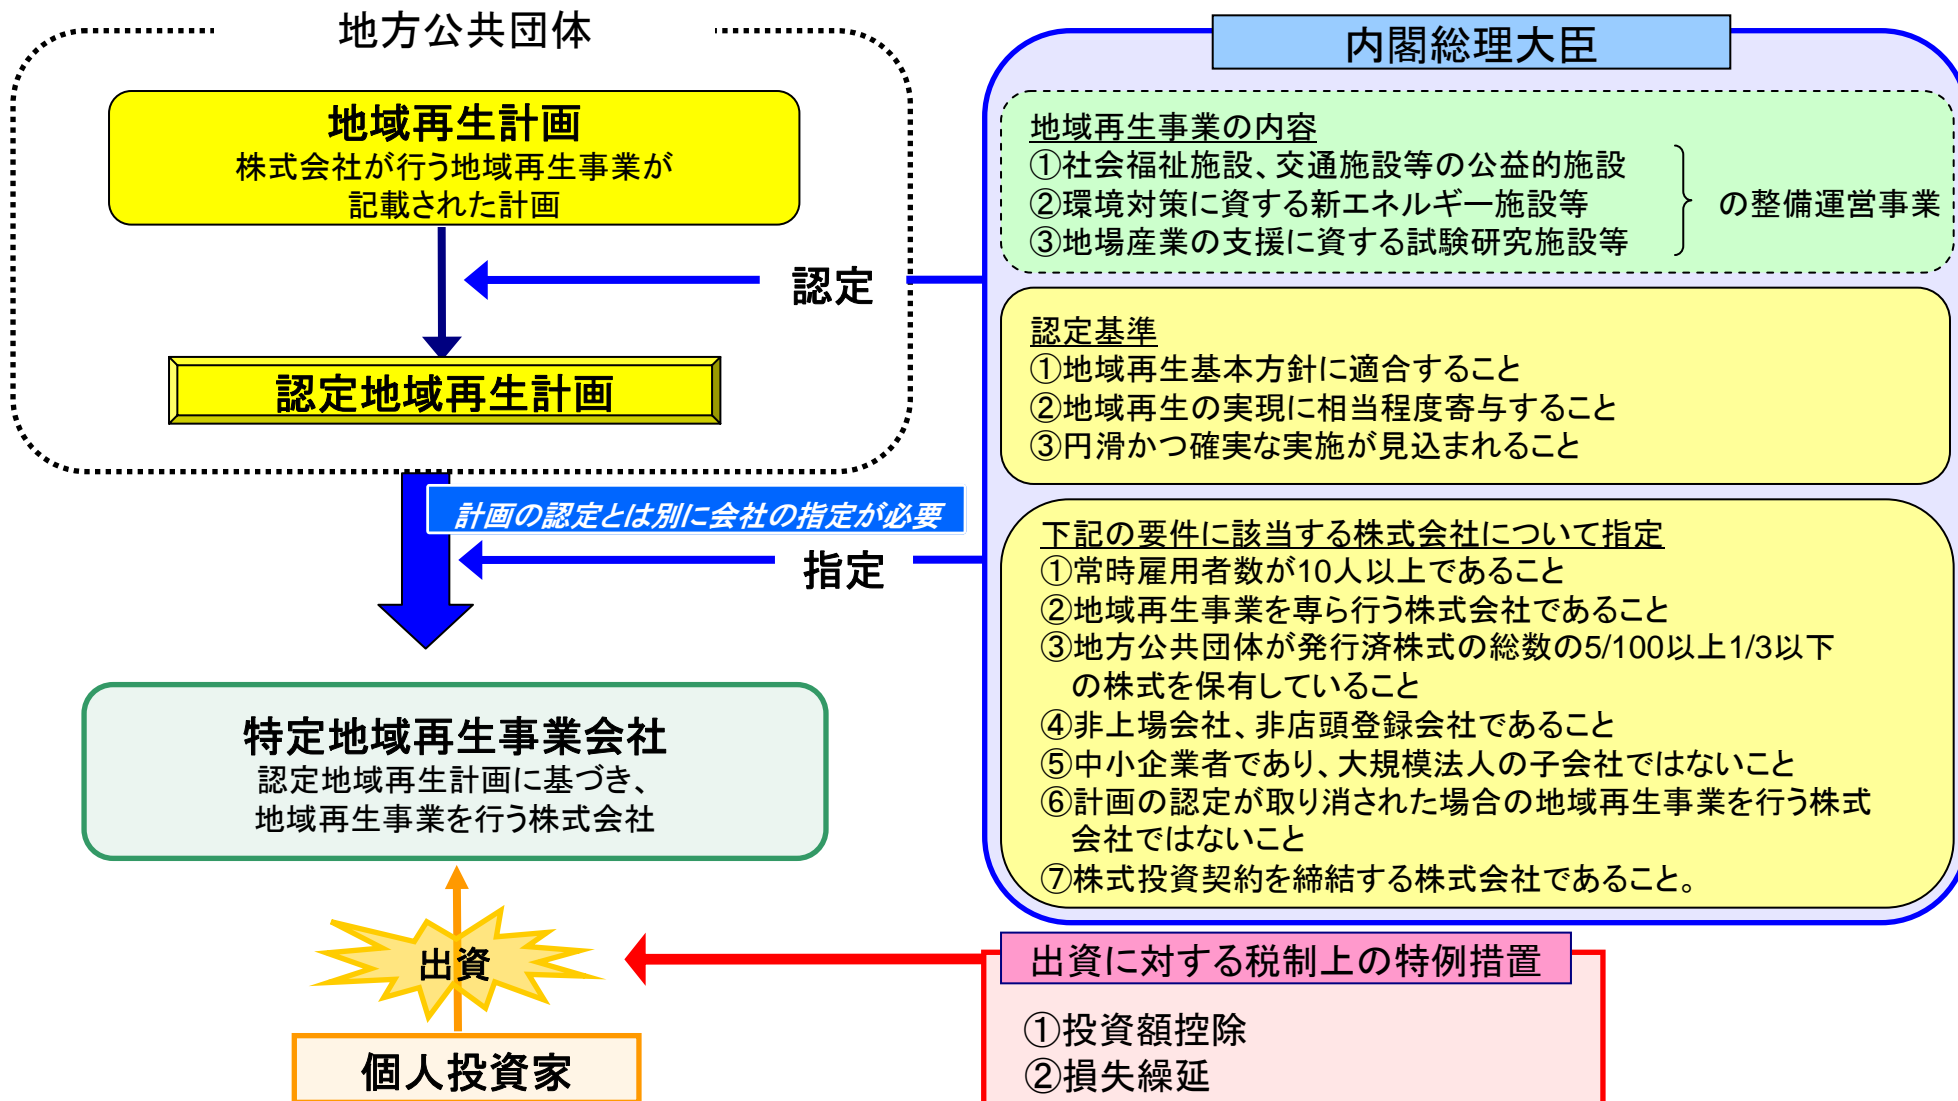 地方公共団体
地域再生計画
株式会社が行う地域再生事業が
記載された計画
認定
認定地域再生計画
計画の認定とは別に会社の指定が必要
指定
特定地域再生事業会社
認定地域再生計画に基づき、
地域再生事業を行う株式会社
出資
個人投資家
内閣総理大臣
地域再生事業の内容
①社会福祉施設、交通施設等の公益的施設
②環境対策に資する新エネルギー施設等
③地場産業の支援に資する試験研究施設等
の整備運営事業
認定基準
①地域再生基本方針に適合すること
②地域再生の実現に相当程度寄与すること
③円滑かつ確実な実施が見込まれること
下記の要件に該当する株式会社について指定
①常時雇用者数が10人以上であること
②地域再生事業を専ら行う株式会社であること
③地方公共団体が発行済株式の総数の5/100以上1/3以下
の株式を保有していること
④非上場会社、非店頭登録会社であること
⑤中小企業者であり、大規模法人の子会社ではないこと
⑥計画の認定が取り消された場合の地域再生事業を行う株式
会社ではないこと
⑦株式投資契約を締結する株式会社であること。
出資に対する税制上の特例措置
①投資額控除
②損失繰延